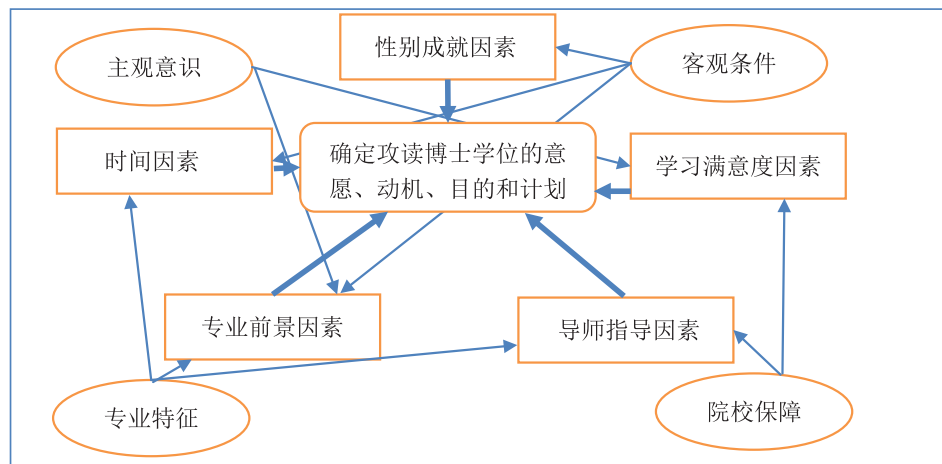 性别成就因素
主观意识
客观条件
时间因素
确定攻读博士学位的意
愿、动机、目的和计划
学习满意度因素
专业前景因素
导师指导因素
专业特征
院校保障